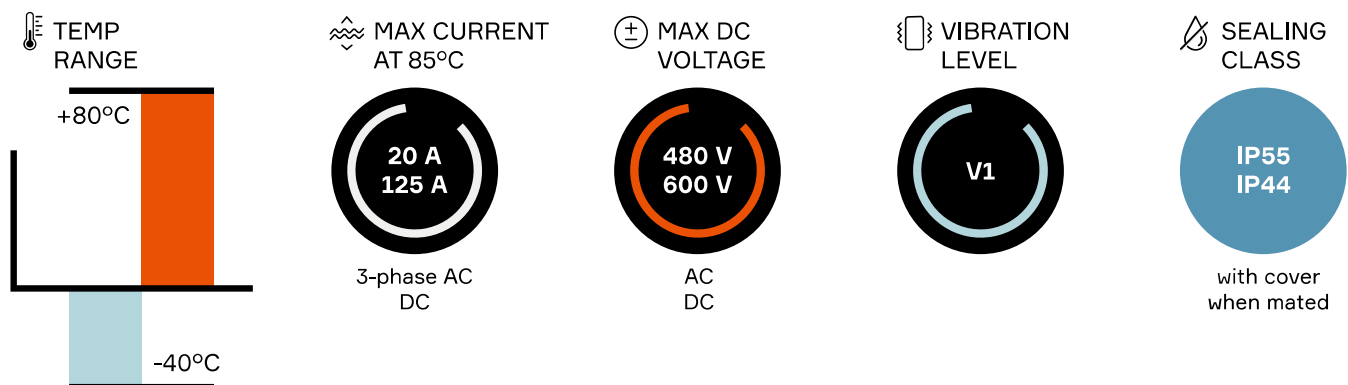 TEMP
RANGE
+80°C
-40°C
MAX CURRENT
AT 85°C
20 A
125 A
3-phase AC
DC
MAX DC
VOLTAGE
480 V
600 V
AC
DC
VIBRATION
LEVEL
V1
SEALING
CLASS
IP55
IP44
with cover
when mated